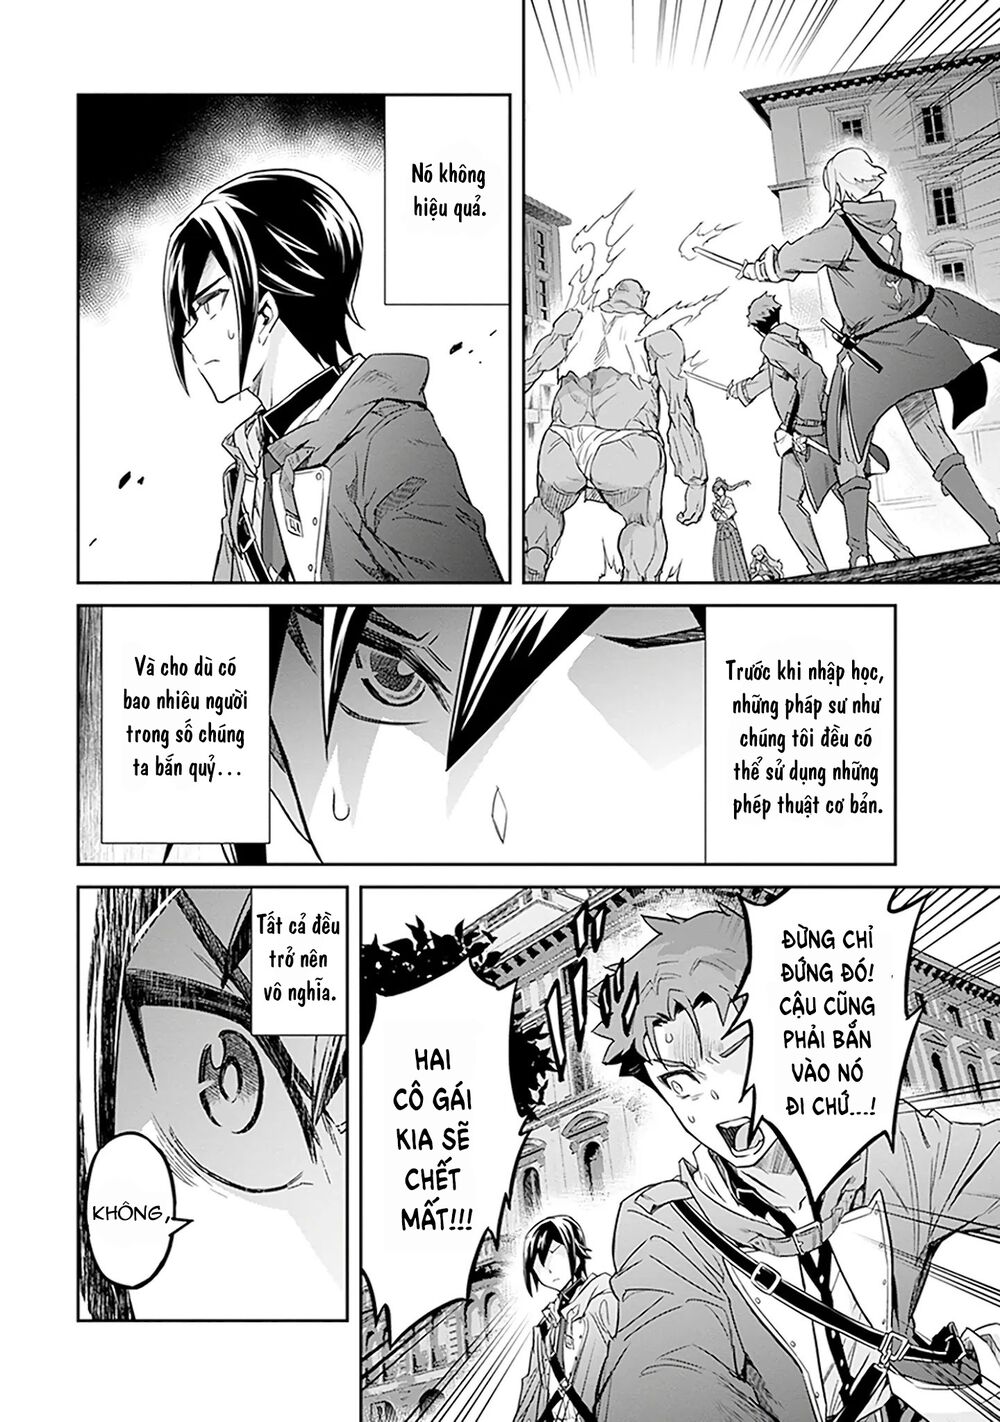 Nó không
hiệu quả.
Trước khi nhập học,
những pháp sư như
chúng tôi đều có
thể sử dụng những
phép thuật cơ bản.
Và cho dù có
bao nhiêu người
trong số chúng
ta bắn quỷ...
ĐỪNG CHỈ
ĐỨNG ĐÓ!
CẬU CŨNG
PHẢI BẮN
VÀO NÓ
ĐI CHỨ...!
HAI
CÔ GÁI
KIA SẼ
CHẾT
MẤT!!!
Tất cả đều
trở nên
vô nghĩa.
KHÔNG,